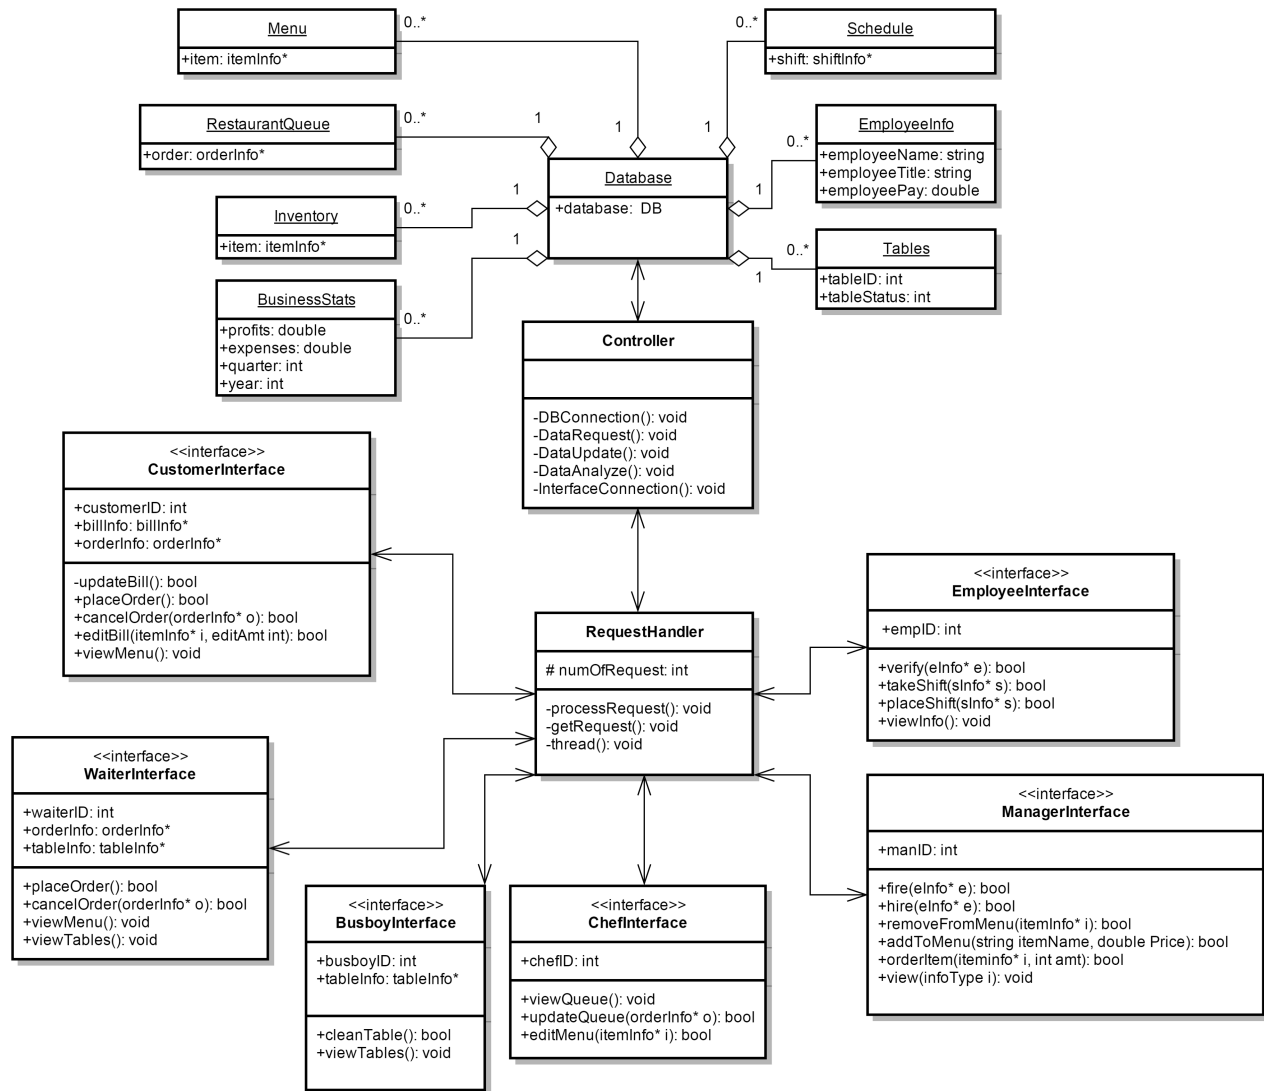 Menu
+item: itemInfo*
0..*
Schedule
+shift: shiftInfo*
0..*
RestaurantQueue
+order: orderInfo*
0..*
1
1
1
EmployeeInfo
+employeeName: string
+employeeTitle: string
+employeePay: double
0..*
1
Database
+database: DB
Inventory
+item: itemInfo*
0..*
1
Tables
+tableID: int
+tableStatus: int
0..*
1
BusinessStats
+profits: double
+expenses: double
+quarter: int
+year: int
0..*
1
Controller
-DBConnection(): void
-DataRequest(): void
-DataUpdate(): void
-DataAnalyze(): void
-InterfaceConnection(): void
<<interface>>
CustomerInterface
+customerID: int
+billInfo: billInfo*
+orderInfo: orderInfo*
-updateBill(): bool
+placeOrder(): bool
+cancelOrder(orderInfo* o): bool
+editBill(itemInfo* i, editAmt int): bool
+viewMenu(): void
RequestHandler
# numOfRequest: int
-processRequest(): void
-getRequest(): void
-thread(): void
<<interface>>
EmployeeInterface
+empID: int
+verify(eInfo* e): bool
+takeShift(sInfo* s): bool
+placeShift(sInfo* s): bool
+viewInfo(): void
<<interface>>
WaiterInterface
+waiterID: int
+orderInfo: orderInfo*
+tableInfo: tableInfo*
+placeOrder(): bool
+cancelOrder(orderInfo* o): bool
+viewMenu(): void
+viewTables(): void
<<interface>>
BusboyInterface
+busboyID: int
+tableInfo: tableInfo*
+cleanTable(): bool
+viewTables(): void
<<interface>>
ChefInterface
+chefID: int
+viewQueue(): void
+updateQueue(orderInfo* o): bool
+editMenu(itemInfo* i): bool
<<interface>>
ManagerInterface
+manID: int
+fire(eInfo* e): bool
+hire(eInfo* e): bool
+removeFromMenu(itemInfo* i): bool
+addToMenu(string itemName, double Price): bool
+orderItem(iteminfo* i, int amt): bool
+view(infoType i): void